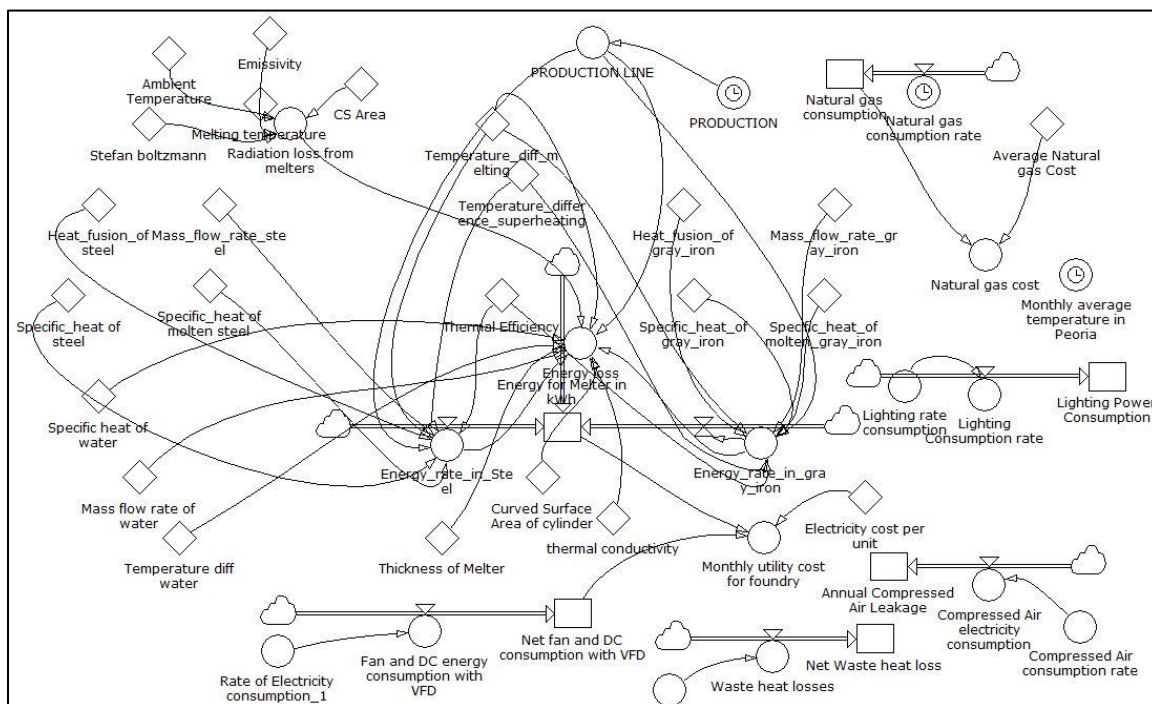 Emissivity
Ambient
Temperature
PRODUCTION LINE
Natural gas
consumption
Natural gas
consumption rate
CS Area
PRODUCTION
Stefan boltzmann
Melting temperature
Radiation loss from
melters
Temperature_diff_m
elting
Average Natural
gas Cost
Heat_fusion_of
steel
Mass_flow_rate_ste
el
Temperature_differ
ence_superheating
Heat_fusion_of
gray_iron
Mass_flow_rate_gr
ay_iron
Natural gas cost
Specific_heat of
steel
Specific_heat of
molten steel
Thermal Efficiency
Specific_heat_of
gray_iron
Specific_heat_of
molten_gray_iron
Monthly average
temperature in
Peoria
Energy loss
Energy for Melter in
kWh
Lighting rate
consumption
Lighting
Consumption rate
Lighting Power
Consumption
Specific heat of
water
Energy_rate_in_Ste
el
Energy_rate_in_gr
ay_iron
Mass flow rate of
water
Curved Surface
Area of cylinder
Electricity cost per
unit
Temperature diff
water
Thickness of Melter
thermal conductivity
Monthly utility cost
for foundry
Annual Compressed
Air Leakage
Compressed Air
electricity
consumption
Compressed Air
consumption rate
Rate of Electricity
consumption_1
Fan and DC energy
consumption with
VFD
Net fan and DC
consumption with VFD
Waste heat losses
Net Waste heat loss